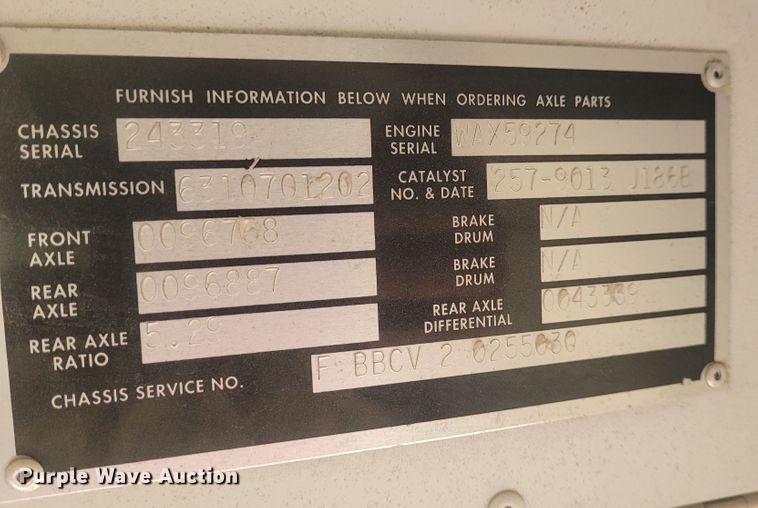 FURNISH INFORMATION BELOW WHEN ORDERING AXLE PARTS
CHASSIS SERIAL 243319
ENGINE SERIAL WAX59274
TRANSMISSION 6310701202
CATALYST NO. & DATE 257-9013 J186B
FRONT AXLE 0096768
BRAKE DRUM N/A
REAR AXLE 0096887
BRAKE DRUM N/A
REAR AXLE RATIO 5.29
REAR AXLE DIFFERENTIAL 0043369
CHASSIS SERVICE NO. F BBCV 2 0255030
Purple Wave Auction